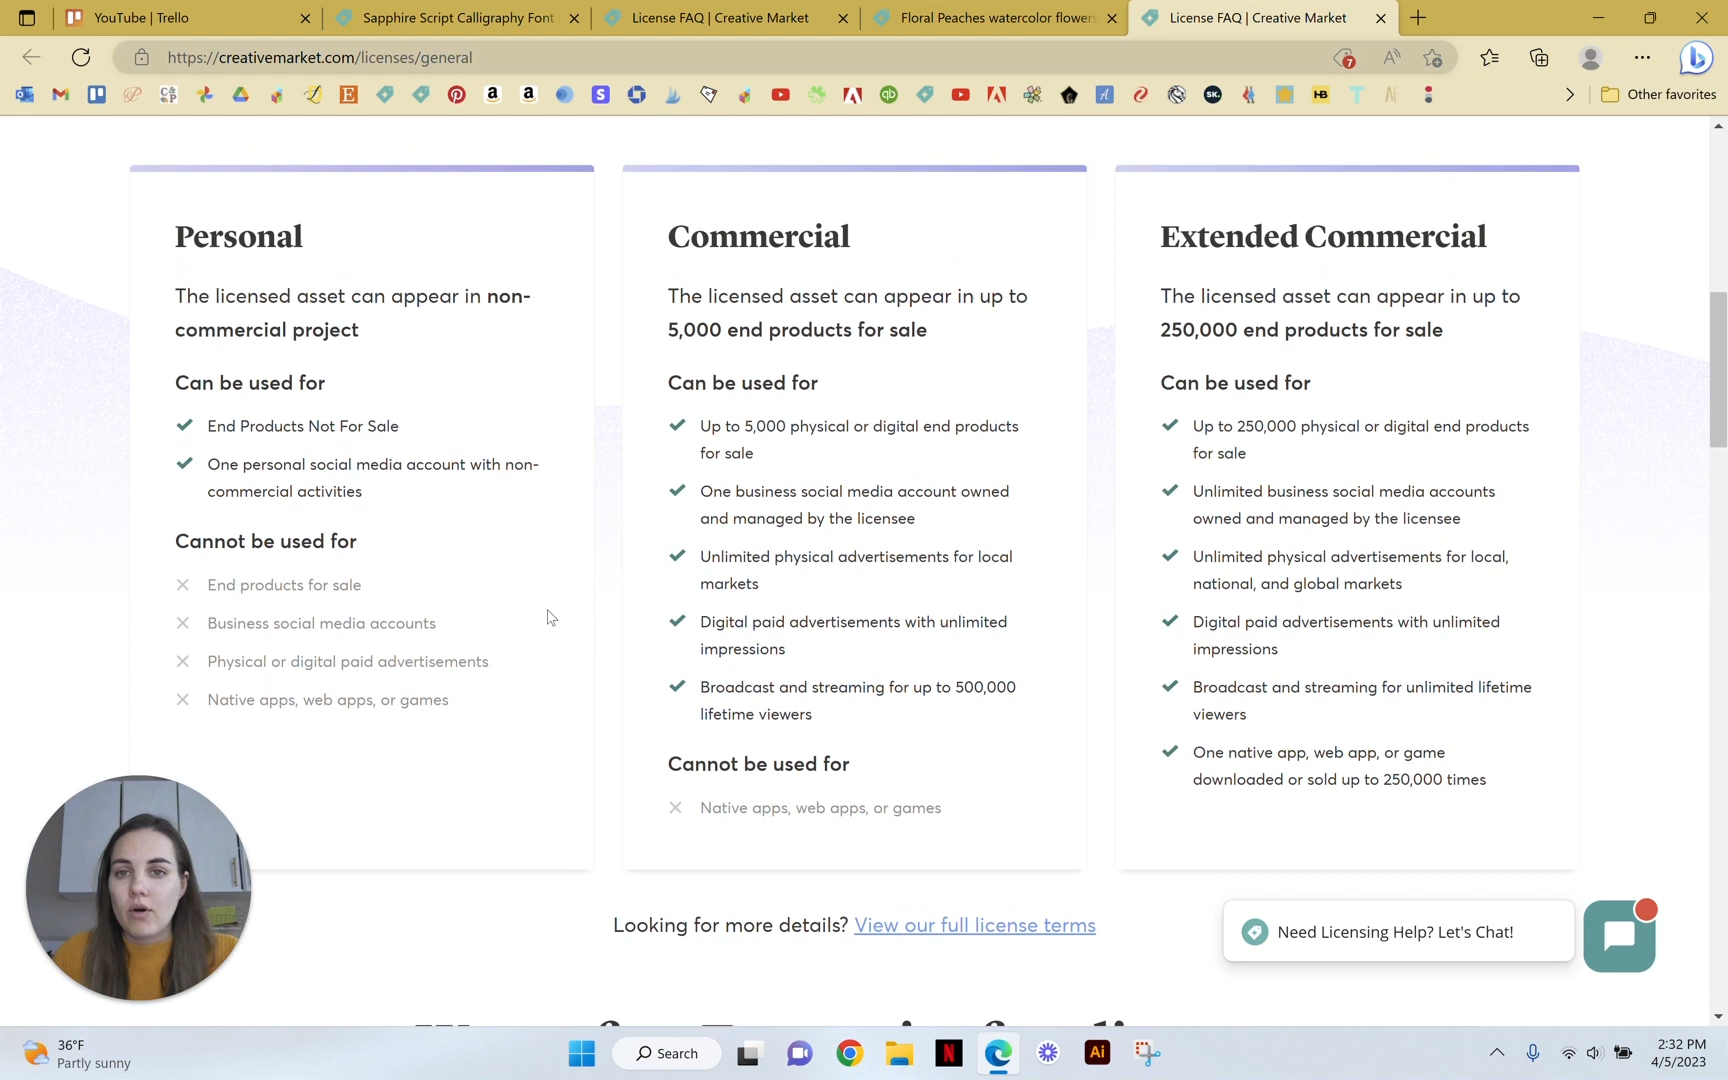 YouTube | Trello
Sapphire Script Calligraphy Font
License FAQ | Creative Market
Floral Peaches watercolor flowers
License FAQ | Creative Market
https://creativemarket.com/licenses/general
7
Other favorites
Personal
The licensed asset can appear in non-
commercial project
Can be used for
End Products Not For Sale
One personal social media account with non-
commercial activities
Cannot be used for
End products for sale
Business social media accounts
Physical or digital paid advertisements
Native apps, web apps, or games
Commercial
The licensed asset can appear in up to
5,000 end products for sale
Can be used for
Up to 5,000 physical or digital end products
for sale
One business social media account owned
and managed by the licensee
Unlimited physical advertisements for local
markets
Digital paid advertisements with unlimited
impressions
Broadcast and streaming for up to 500,000
lifetime viewers
Cannot be used for
Native apps, web apps, or games
Extended Commercial
The licensed asset can appear in up to
250,000 end products for sale
Can be used for
Up to 250,000 physical or digital end products
for sale
Unlimited business social media accounts
owned and managed by the licensee
Unlimited physical advertisements for local,
national, and global markets
Digital paid advertisements with unlimited
impressions
Broadcast and streaming for unlimited lifetime
viewers
One native app, web app, or game
downloaded or sold up to 250,000 times
Looking for more details? View our full license terms
Need Licensing Help? Let's Chat!
36°F
Partly sunny
Search
Ai
2:32 PM
4/5/2023